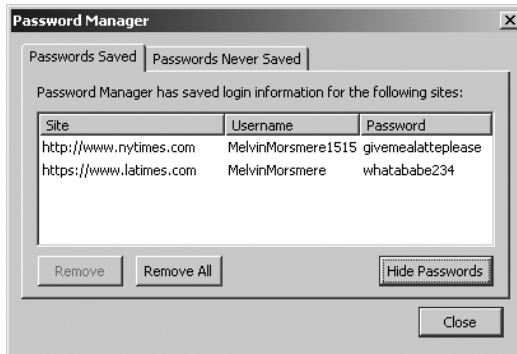 Password Manager
Passwords Saved Passwords Never Saved
Password Manager has saved login information for the following sites:
Site Username Password
http://www.nytimes.com MelvinMorsmere1515 givemealatteplease
https://www.latimes.com MelvinMorsmere whatababe234
Remove Remove All Hide Passwords
Close